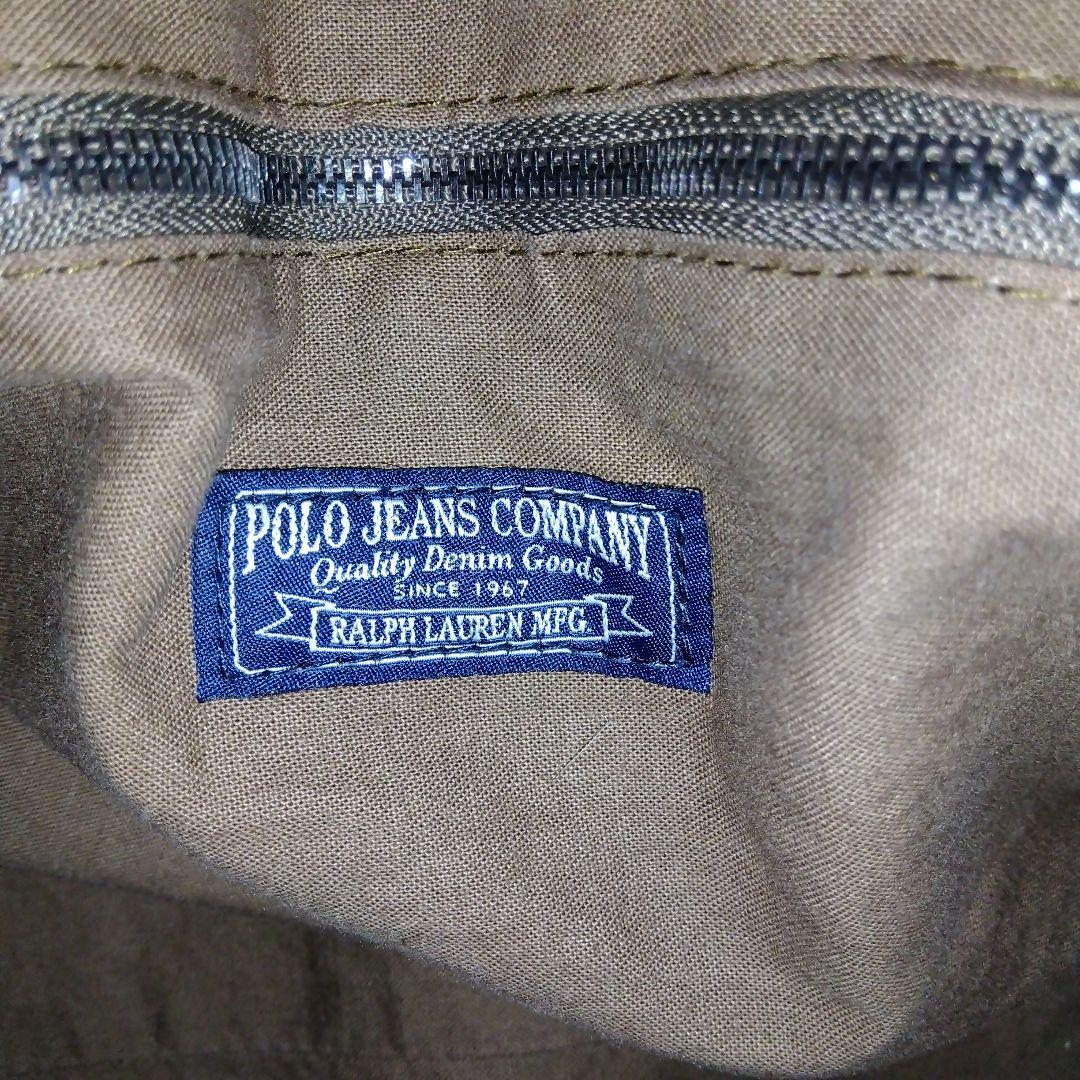 POLO JEANS COMPANY
Quality Denim Goods
SINCE 1967
RALPH LAUREN MFG.